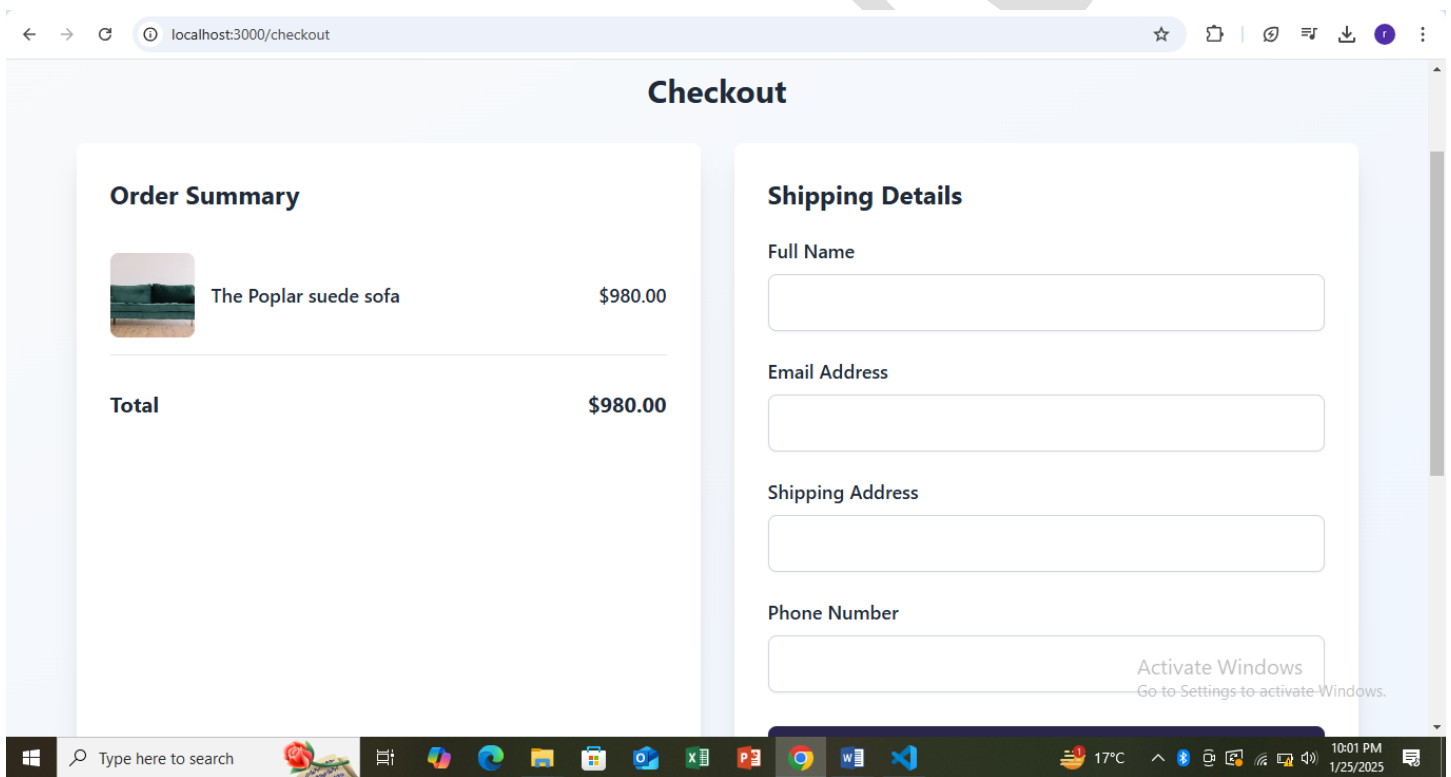 localhost:3000/checkout
r
Checkout
Order Summary
The Poplar suede sofa
$980.00
Total
$980.00
Shipping Details
Full Name
Email Address
Shipping Address
Phone Number
Activate Windows
Go to Settings to activate Windows.
Type here to search
1
17°C
10:01 PM
1/25/2025